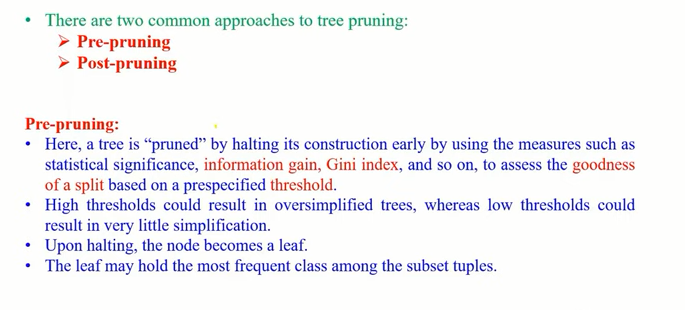 • There are two common approaches to tree pruning:
➢ Pre-pruning
➢ Post-pruning
Pre-pruning:
• Here, a tree is “pruned” by halting its construction early by using the measures such as
statistical significance, information gain, Gini index, and so on, to assess the goodness
of a split based on a prespecified threshold.
• High thresholds could result in oversimplified trees, whereas low thresholds could
result in very little simplification.
• Upon halting, the node becomes a leaf.
• The leaf may hold the most frequent class among the subset tuples.